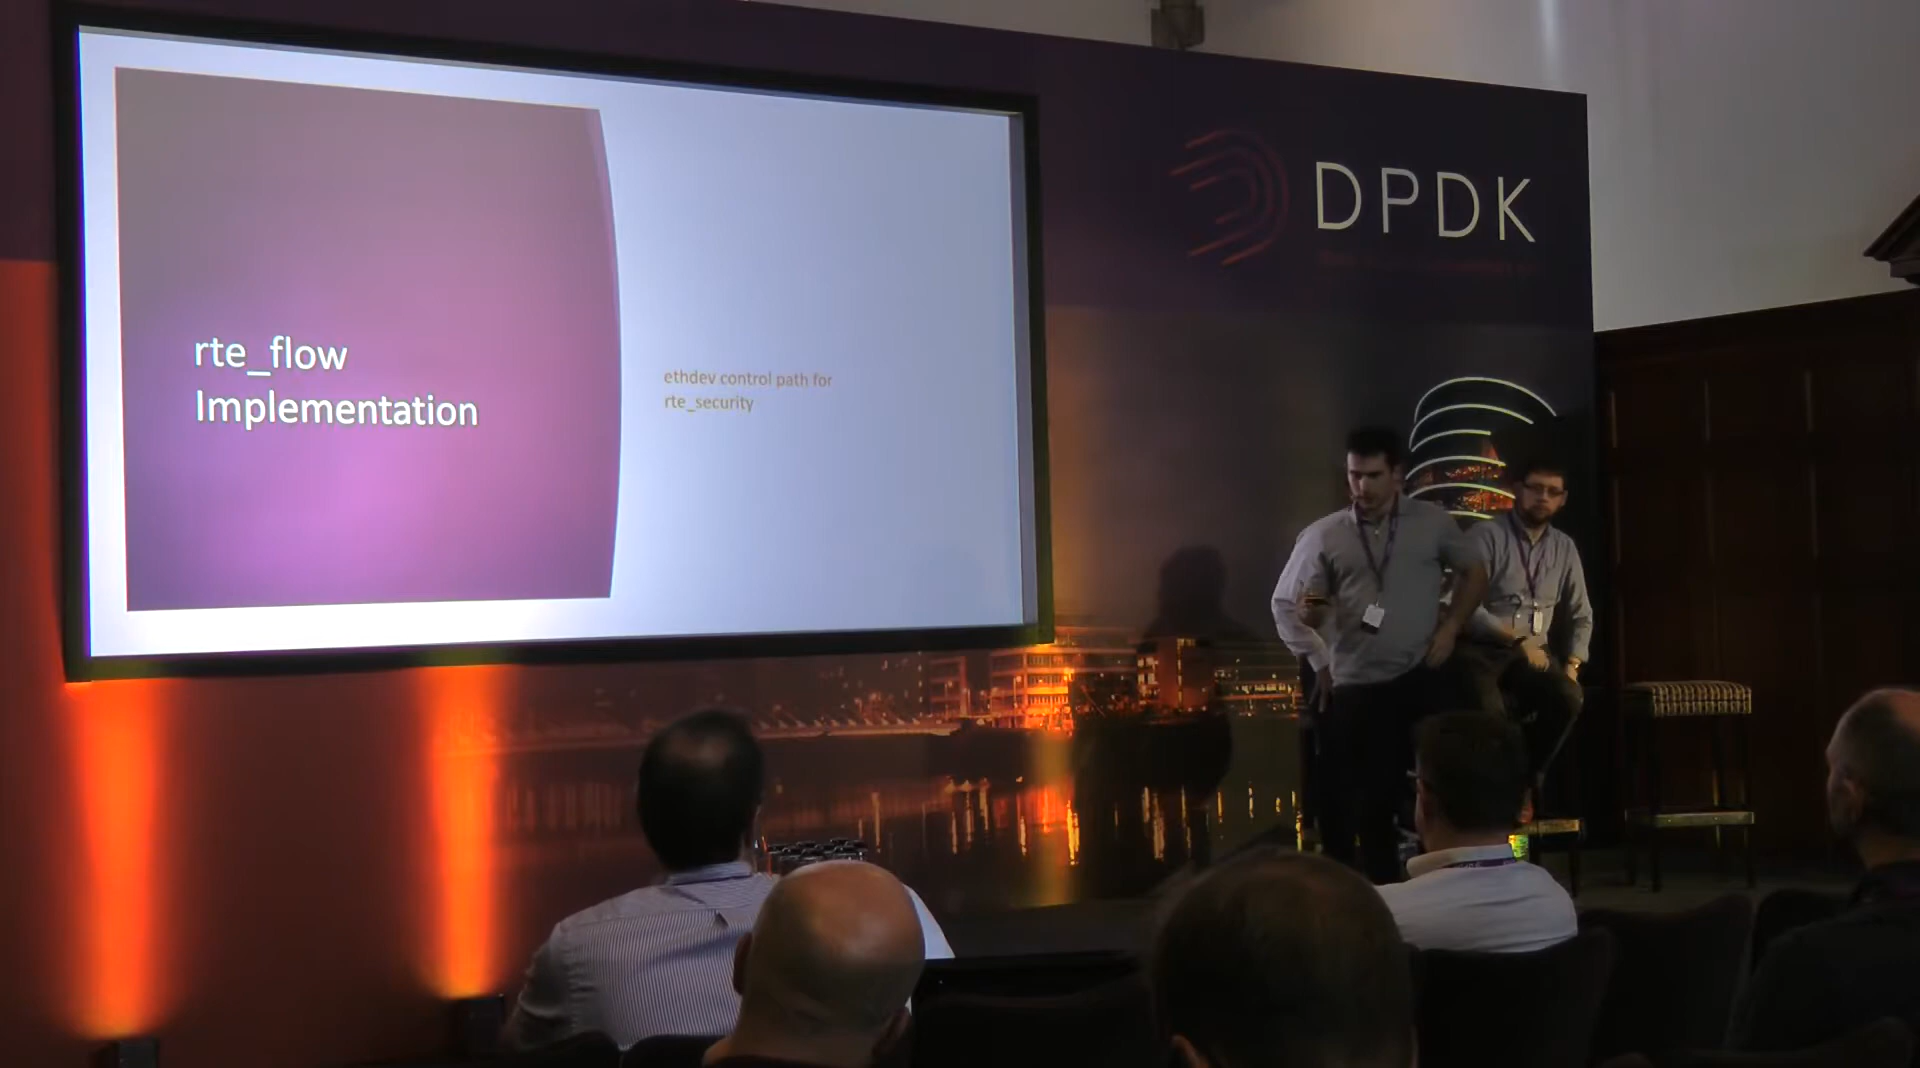 rte_flow
Implementation
ethdev control path for
rte_security
DPDK